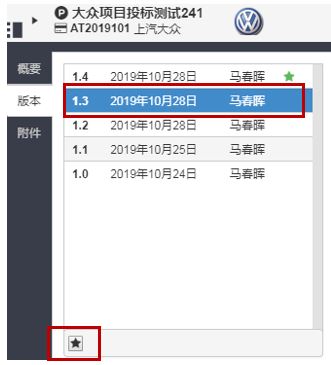 P 大众项目投标测试241
AT2019101 上汽大众
概要
版本
附件
1.4 2019年10月28日 马春晖
1.3 2019年10月28日 马春晖
1.2 2019年10月28日 马春晖
1.1 2019年10月25日 马春晖
1.0 2019年10月24日 马春晖